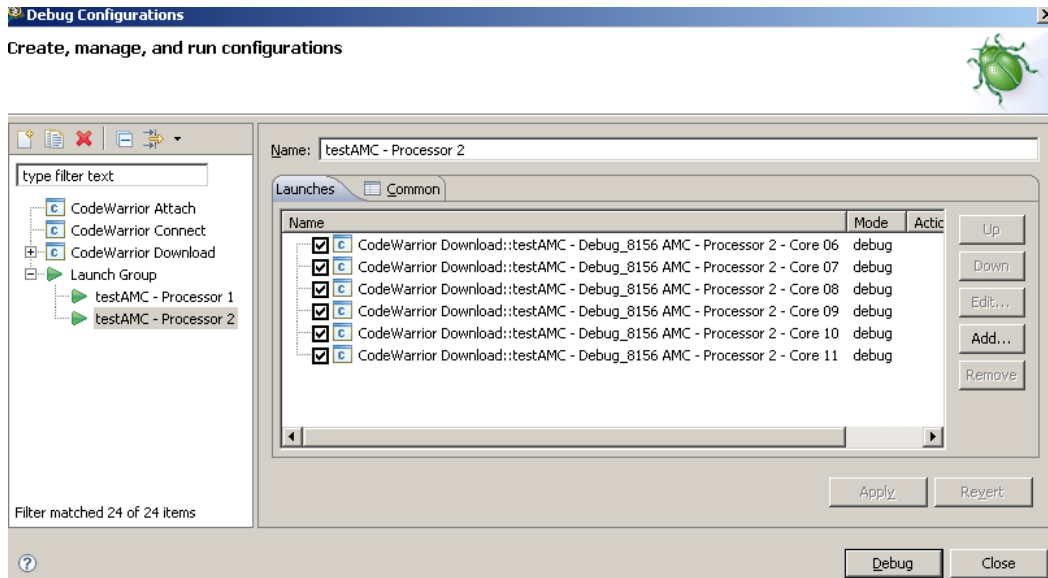 Debug Configurations
Create, manage, and run configurations
type filter text
CodeWarrior Attach
CodeWarrior Connect
CodeWarrior Download
Launch Group
testAMC - Processor 1
testAMC - Processor 2
Filter matched 24 of 24 items
Name: testAMC - Processor 2
Launches Common
Name Mode Actic
CodeWarrior Download::testAMC - Debug_8156 AMC - Processor 2 - Core 06 debug
CodeWarrior Download::testAMC - Debug_8156 AMC - Processor 2 - Core 07 debug
CodeWarrior Download::testAMC - Debug_8156 AMC - Processor 2 - Core 08 debug
CodeWarrior Download::testAMC - Debug_8156 AMC - Processor 2 - Core 09 debug
CodeWarrior Download::testAMC - Debug_8156 AMC - Processor 2 - Core 10 debug
CodeWarrior Download::testAMC - Debug_8156 AMC - Processor 2 - Core 11 debug
Up
Down
Edit...
Add...
Remove
Apply Revert
Debug Close